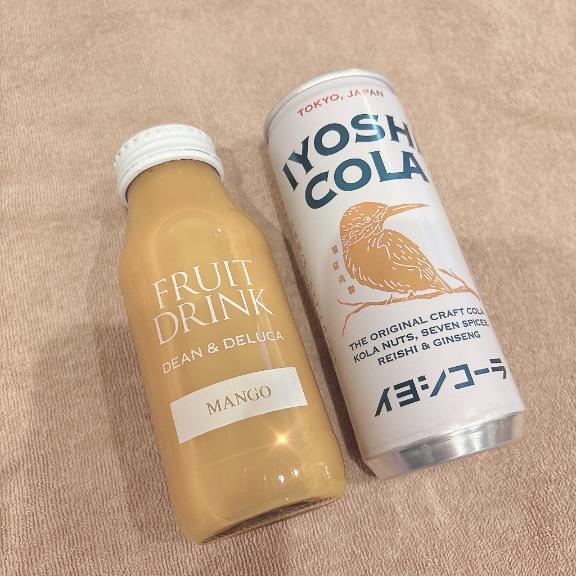 FRUIT
DRINK
DEAN & DELUCA
MANGO
TOKYO, JAPAN
IYOSHI
COLA
THE ORIGINAL CRAFT COLA
KOLA NUTS, SEVEN SPICES,
REISHI & GINSENG
イヨシコーラ